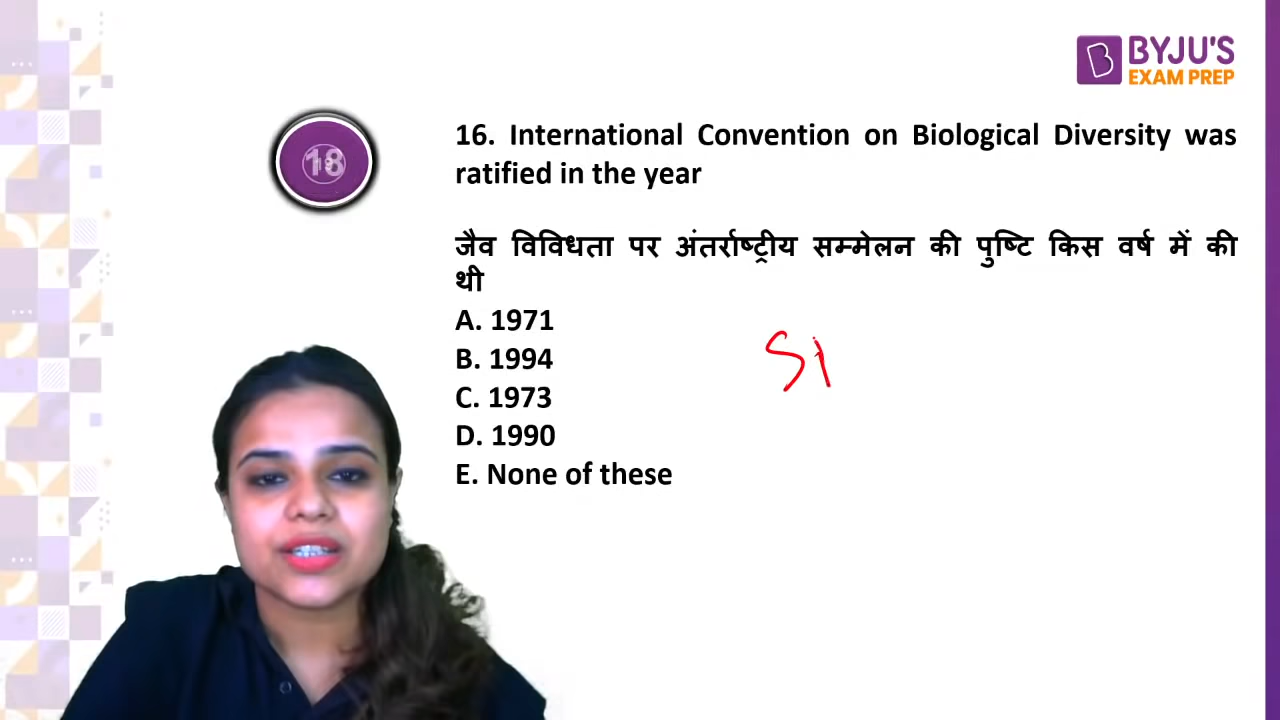 BYJU'S
EXAM PREP
18
16. International Convention on Biological Diversity was
ratified in the year
जैव विविधता पर अंतर्राष्ट्रीय सम्मेलन की पुष्टि किस वर्ष में की
थी
A. 1971
B. 1994
C. 1973
D. 1990
E. None of these